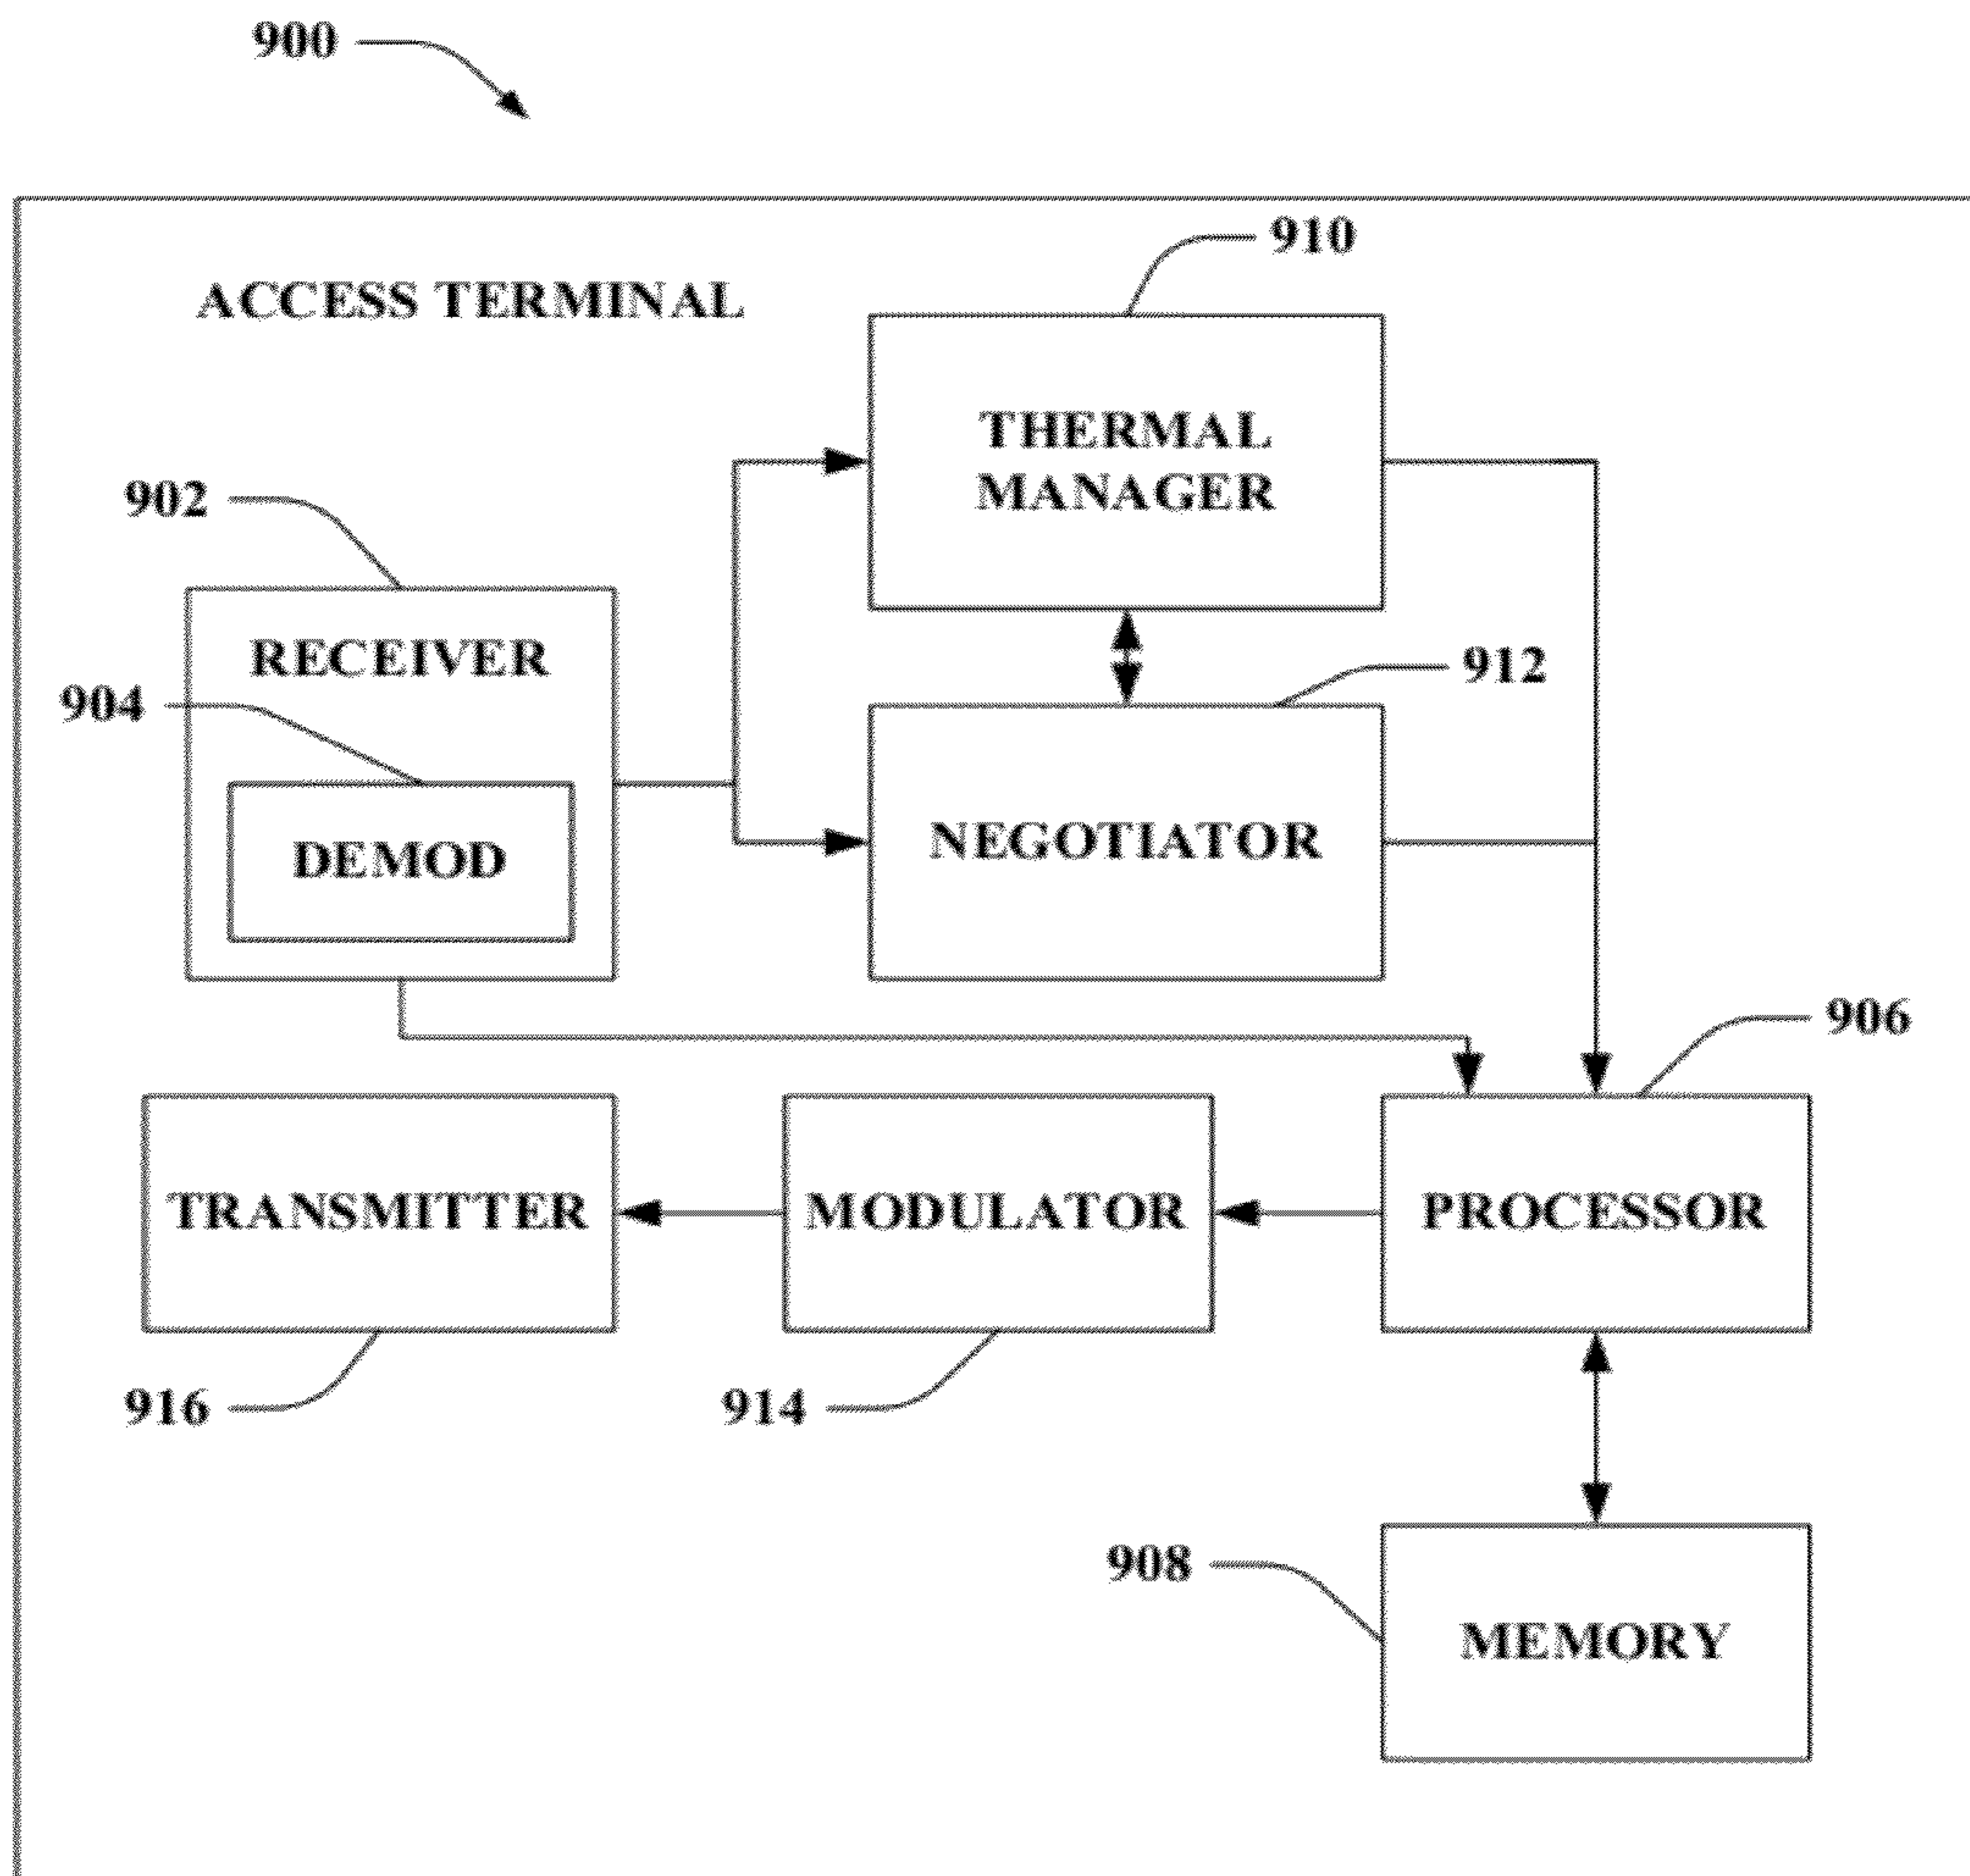 900
910
ACCESS TERMINAL
THERMAL
MANAGER
902
RECEIVER
912
904
NEGOTIATOR
DEMOD
906
TRANSMITTER
MODULATOR
PROCESSOR
916
914
908
MEMORY